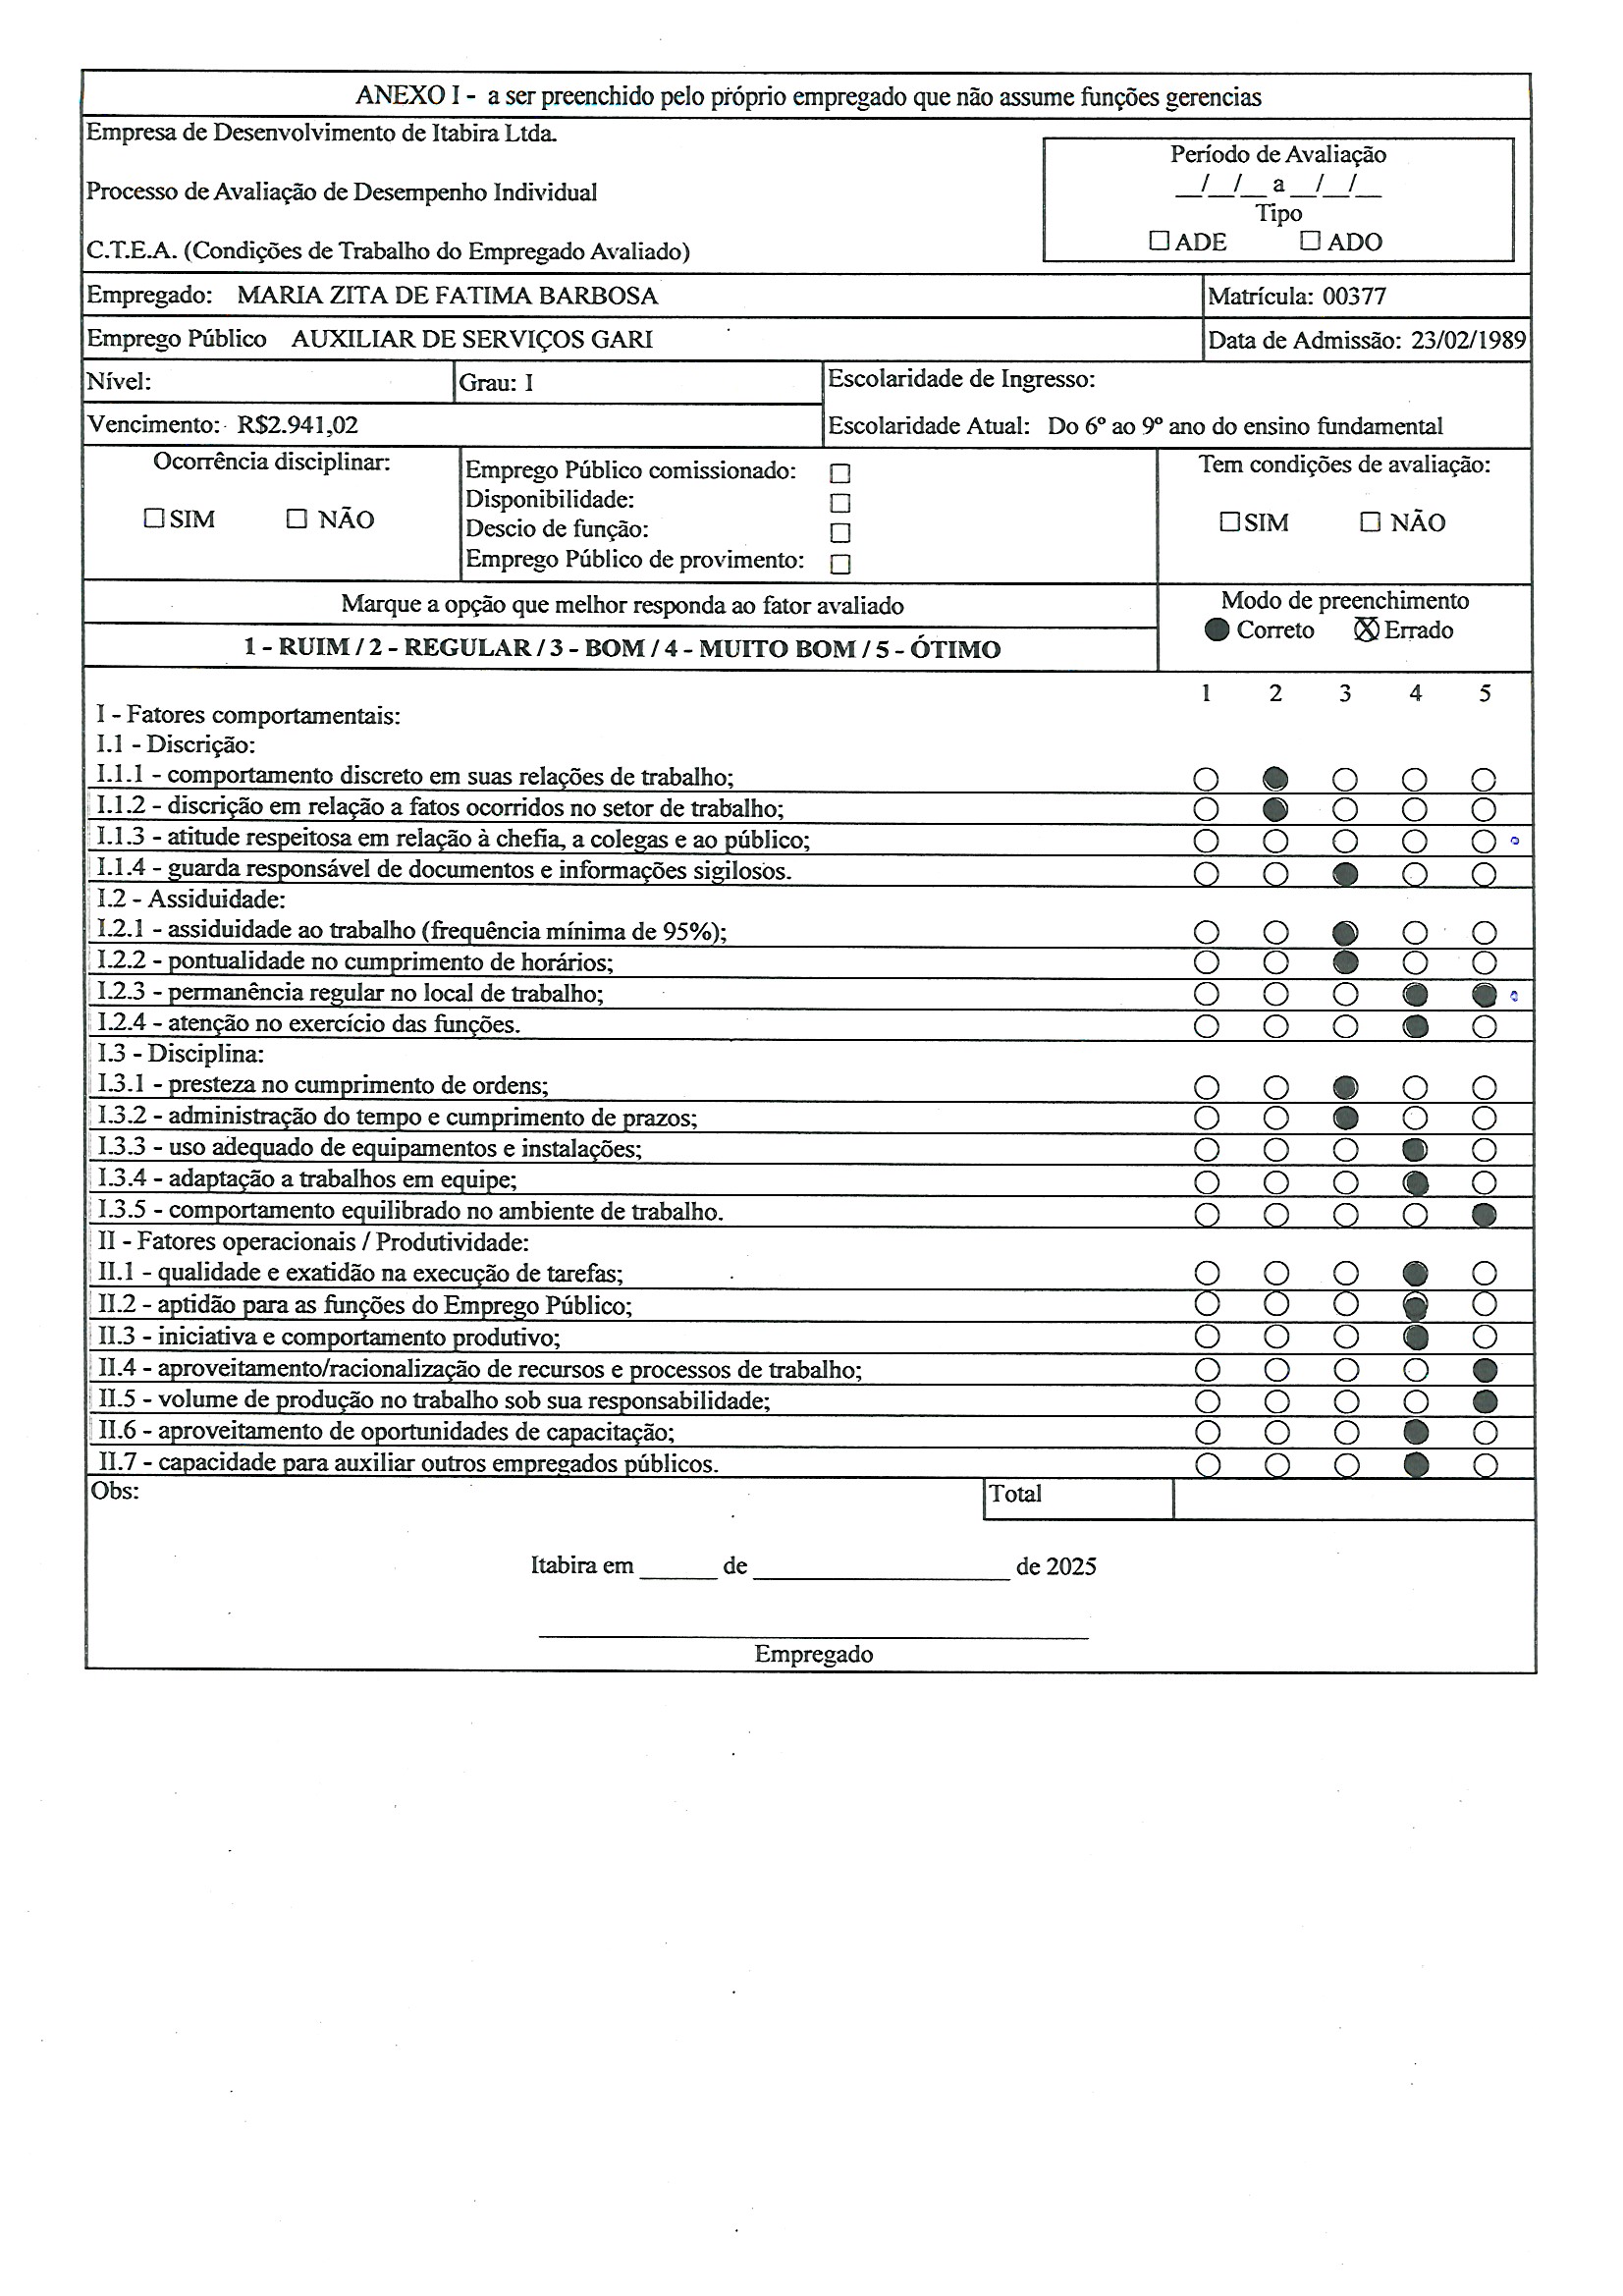 ANEXO I - a ser preenchido pelo próprio empregado que não assume funções gerencias
Empresa de Desenvolvimento de Itabira Ltda.
Processo de Avaliação de Desempenho Individual
C.T.E.A. (Condições de Trabalho do Empregado Avaliado)
Período de Avaliação
__/__/__ a __/__/__
Tipo
☐ ADE ☐ ADO
Empregado: MARIA ZITA DE FATIMA BARBOSA
Matrícula: 00377
Emprego Público AUXILIAR DE SERVIÇOS GARI
Data de Admissão: 23/02/1989
Nível:
Grau: I
Escolaridade de Ingresso:
Vencimento: R$2.941,02
Escolaridade Atual: Do 6º ao 9º ano do ensino fundamental
Ocorrência disciplinar:
☐ SIM ☐ NÃO
Emprego Público comissionado: ☐
Disponibilidade: ☐
Descio de função: ☐
Emprego Público de provimento: ☐
Tem condições de avaliação:
☐ SIM ☐ NÃO
Marque a opção que melhor responda ao fator avaliado
1 - RUIM / 2 - REGULAR / 3 - BOM / 4 - MUITO BOM / 5 - ÓTIMO
Modo de preenchimento
● Correto ⊗ Errado
1 2 3 4 5
I - Fatores comportamentais:
I.1 - Discrição:
I.1.1 - comportamento discreto em suas relações de trabalho; ○ ● ○ ○ ○
I.1.2 - discrição em relação a fatos ocorridos no setor de trabalho; ○ ● ○ ○ ○
I.1.3 - atitude respeitosa em relação à chefia, a colegas e ao público; ○ ○ ○ ○ ○
I.1.4 - guarda responsável de documentos e informações sigilosos. ○ ○ ● ○ ○
I.2 - Assiduidade:
I.2.1 - assiduidade ao trabalho (frequência mínima de 95%); ○ ○ ● ○ ○
I.2.2 - pontualidade no cumprimento de horários; ○ ○ ● ○ ○
I.2.3 - permanência regular no local de trabalho; ○ ○ ○ ● ●
I.2.4 - atenção no exercício das funções. ○ ○ ○ ● ○
I.3 - Disciplina:
I.3.1 - presteza no cumprimento de ordens; ○ ○ ● ○ ○
I.3.2 - administração do tempo e cumprimento de prazos; ○ ○ ● ○ ○
I.3.3 - uso adequado de equipamentos e instalações; ○ ○ ○ ● ○
I.3.4 - adaptação a trabalhos em equipe; ○ ○ ○ ● ○
I.3.5 - comportamento equilibrado no ambiente de trabalho. ○ ○ ○ ○ ●
II - Fatores operacionais / Produtividade:
II.1 - qualidade e exatidão na execução de tarefas; ○ ○ ○ ● ○
II.2 - aptidão para as funções do Emprego Público; ○ ○ ○ ● ○
II.3 - iniciativa e comportamento produtivo; ○ ○ ○ ● ○
II.4 - aproveitamento/racionalização de recursos e processos de trabalho; ○ ○ ○ ○ ●
II.5 - volume de produção no trabalho sob sua responsabilidade; ○ ○ ○ ○ ●
II.6 - aproveitamento de oportunidades de capacitação; ○ ○ ○ ● ○
II.7 - capacidade para auxiliar outros empregados públicos. ○ ○ ○ ● ○
Obs:
Total
Itabira em ______ de ____________________ de 2025
Empregado